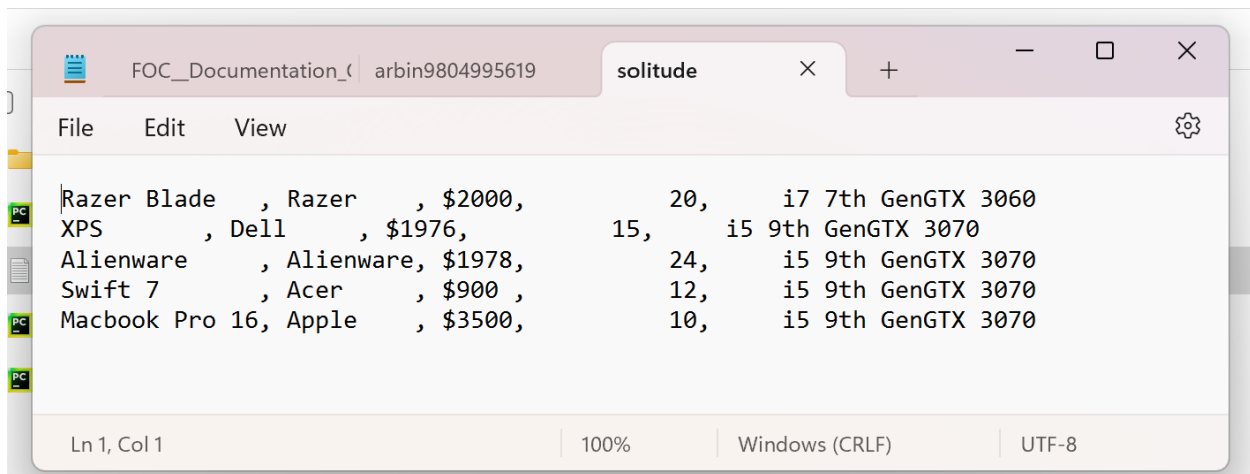 FOC__Documentation_( arbin9804995619 solitude
File Edit View
Razer Blade   , Razer    , $2000,          20,     i7 7th GenGTX 3060
XPS       , Dell     , $1976,          15,     i5 9th GenGTX 3070
Alienware     , Alienware, $1978,          24,     i5 9th GenGTX 3070
Swift 7       , Acer     , $900 ,          12,     i5 9th GenGTX 3070
Macbook Pro 16, Apple    , $3500,          10,     i5 9th GenGTX 3070
Ln 1, Col 1 100% Windows (CRLF) UTF-8
PC
PC
PC